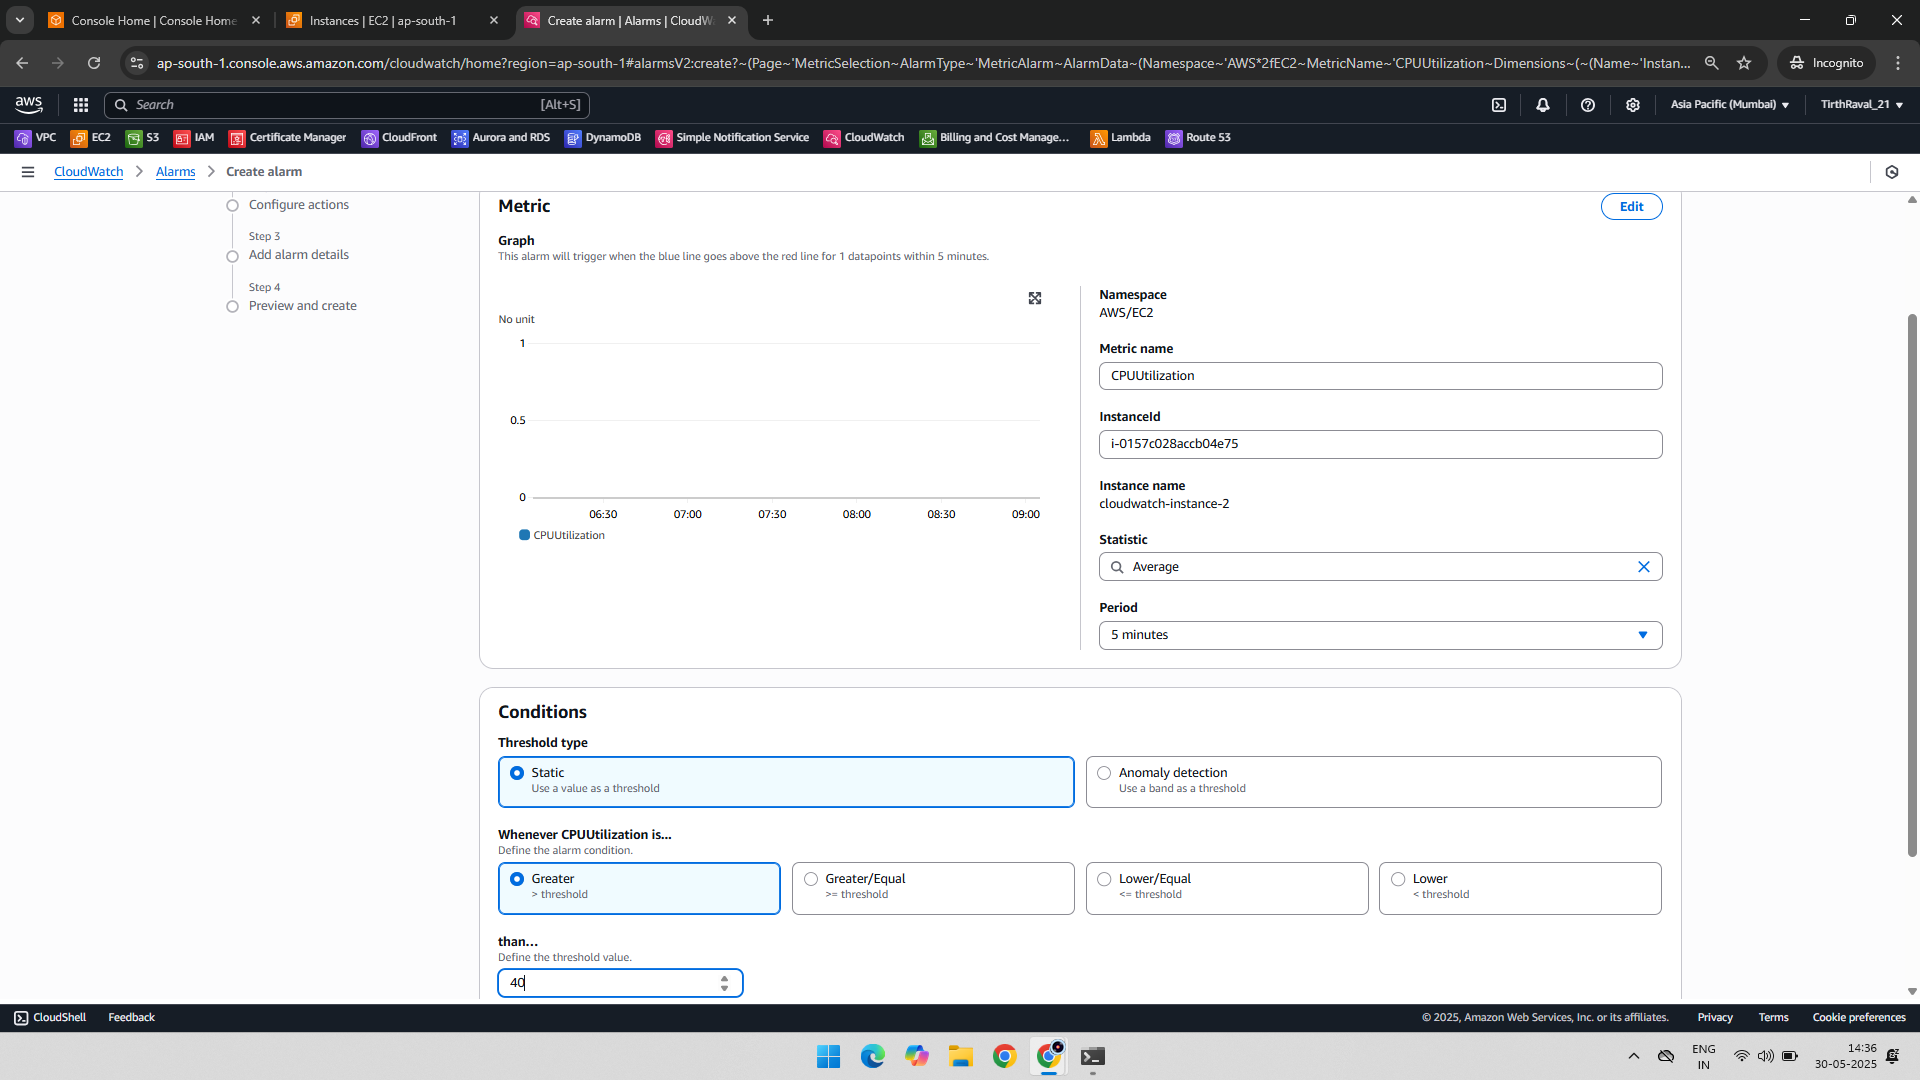 Console Home | Console Home
Instances | EC2 | ap-south-1
Create alarm | Alarms | CloudW
ap-south-1.console.aws.amazon.com/cloudwatch/home?region=ap-south-1#alarmsV2:create?~(Page~'MetricSelection~AlarmType~'MetricAlarm~AlarmData~(Namespace~'AWS*2fEC2~MetricName~'CPUUtilization~Dimensions~(~(Name~'Instan...
Incognito
aws
Search
[Alt+S]
Asia Pacific (Mumbai)
TirthRaval_21
VPC
EC2
S3
IAM
Certificate Manager
CloudFront
Aurora and RDS
DynamoDB
Simple Notification Service
CloudWatch
Billing and Cost Manage...
Lambda
Route 53
CloudWatch
Alarms
Create alarm
Configure actions
Step 3
Add alarm details
Step 4
Preview and create
Metric
Edit
Graph
This alarm will trigger when the blue line goes above the red line for 1 datapoints within 5 minutes.
No unit
1
0.5
0
06:30
07:00
07:30
08:00
08:30
09:00
CPUUtilization
Namespace
AWS/EC2
Metric name
CPUUtilization
InstanceId
i-0157c028accb04e75
Instance name
cloudwatch-instance-2
Statistic
Average
Period
5 minutes
Conditions
Threshold type
Static
Use a value as a threshold
Anomaly detection
Use a band as a threshold
Whenever CPUUtilization is...
Define the alarm condition.
Greater
> threshold
Greater/Equal
>= threshold
Lower/Equal
<= threshold
Lower
< threshold
than...
Define the threshold value.
40
CloudShell
Feedback
© 2025, Amazon Web Services, Inc. or its affiliates.
Privacy
Terms
Cookie preferences
ENG
IN
14:36
30-05-2025